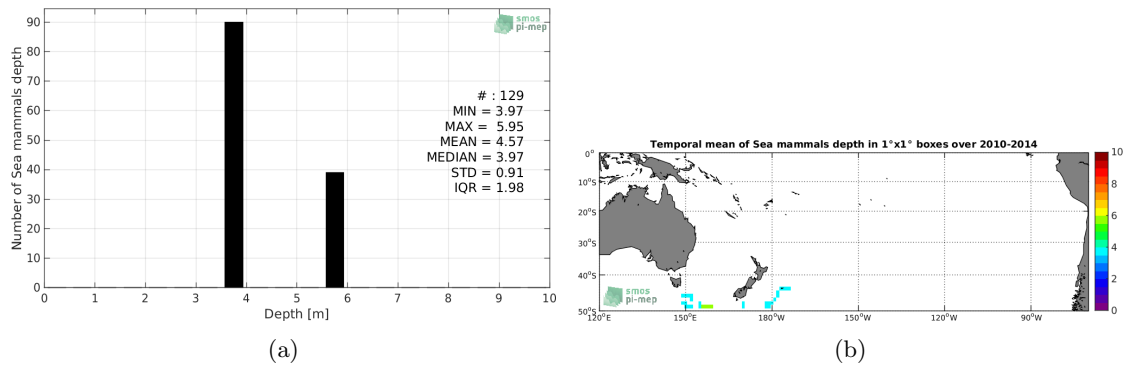 90
80
70
60
50
40
30
20
10
0
Number of Sea mammals depth
smos
pi-mep
# : 129
MIN = 3.97
MAX = 5.95
MEAN = 4.57
MEDIAN = 3.97
STD = 0.91
IQR = 1.98
0 1 2 3 4 5 6 7 8 9 10
Depth [m]
(a)
Temporal mean of Sea mammals depth in 1°x1° boxes over 2010-2014
0°
10°S
20°S
30°S
40°S
50°S
smos
pi-mep
120°E 150°E 180°W 150°W 120°W 90°W
10
8
6
4
2
0
(b)